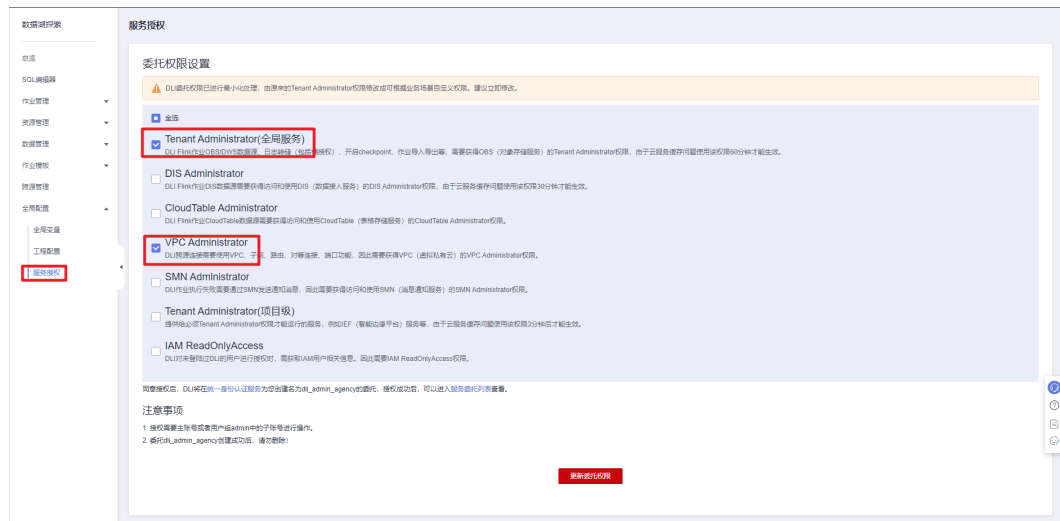 数据湖探索
总览
SQL编辑器
作业管理
资源管理
数据管理
作业模板
跨源管理
全局配置
全局变量
工程配置
服务授权
服务授权
委托权限设置
DLI委托权限已进行最小化处理，由原来的Tenant Administrator权限修改成可根据业务场景自定义权限。建议立即修改。
全选
Tenant Administrator(全局服务)
DLI Flink作业OBS/DWS数据源、日志转储（包括桶授权）、开启checkpoint、作业导入导出等，需要获得OBS（对象存储服务）的Tenant Administrator权限，由于云服务缓存问题使用该权限60分钟才能生效。
DIS Administrator
DLI Flink作业DIS数据源需要获得访问和使用DIS（数据接入服务）的DIS Administrator权限，由于云服务缓存问题使用该权限30分钟才能生效。
CloudTable Administrator
DLI Flink作业CloudTable数据源需要获得访问和使用CloudTable（表格存储服务）的CloudTable Administrator权限。
VPC Administrator
DLI跨源连接需要使用VPC、子网、路由、对等连接、端口功能，因此需要获得VPC（虚拟私有云）的VPC Administrator权限。
SMN Administrator
DLI作业执行失败需要通过SMN发送通知消息，因此需要获得访问和使用SMN（消息通知服务）的SMN Administrator权限。
Tenant Administrator(项目级)
提供给必须Tenant Administrator权限才能运行的服务，例如IEF（智能边缘平台）服务等，由于云服务缓存问题使用该权限3分钟后才能生效。
IAM ReadOnlyAccess
DLI对未登陆过DLI的用户进行授权时，需获取IAM用户相关信息。因此需要IAM ReadOnlyAccess权限。
同意授权后，DLI将在统一身份认证服务为您创建名为dli_admin_agency的委托，授权成功后，可以进入服务委托列表查看。
注意事项
1. 授权需要主账号或者用户组admin中的子账号进行操作。
2. 委托dli_admin_agency创建成功后，请勿删除！
更新委托权限